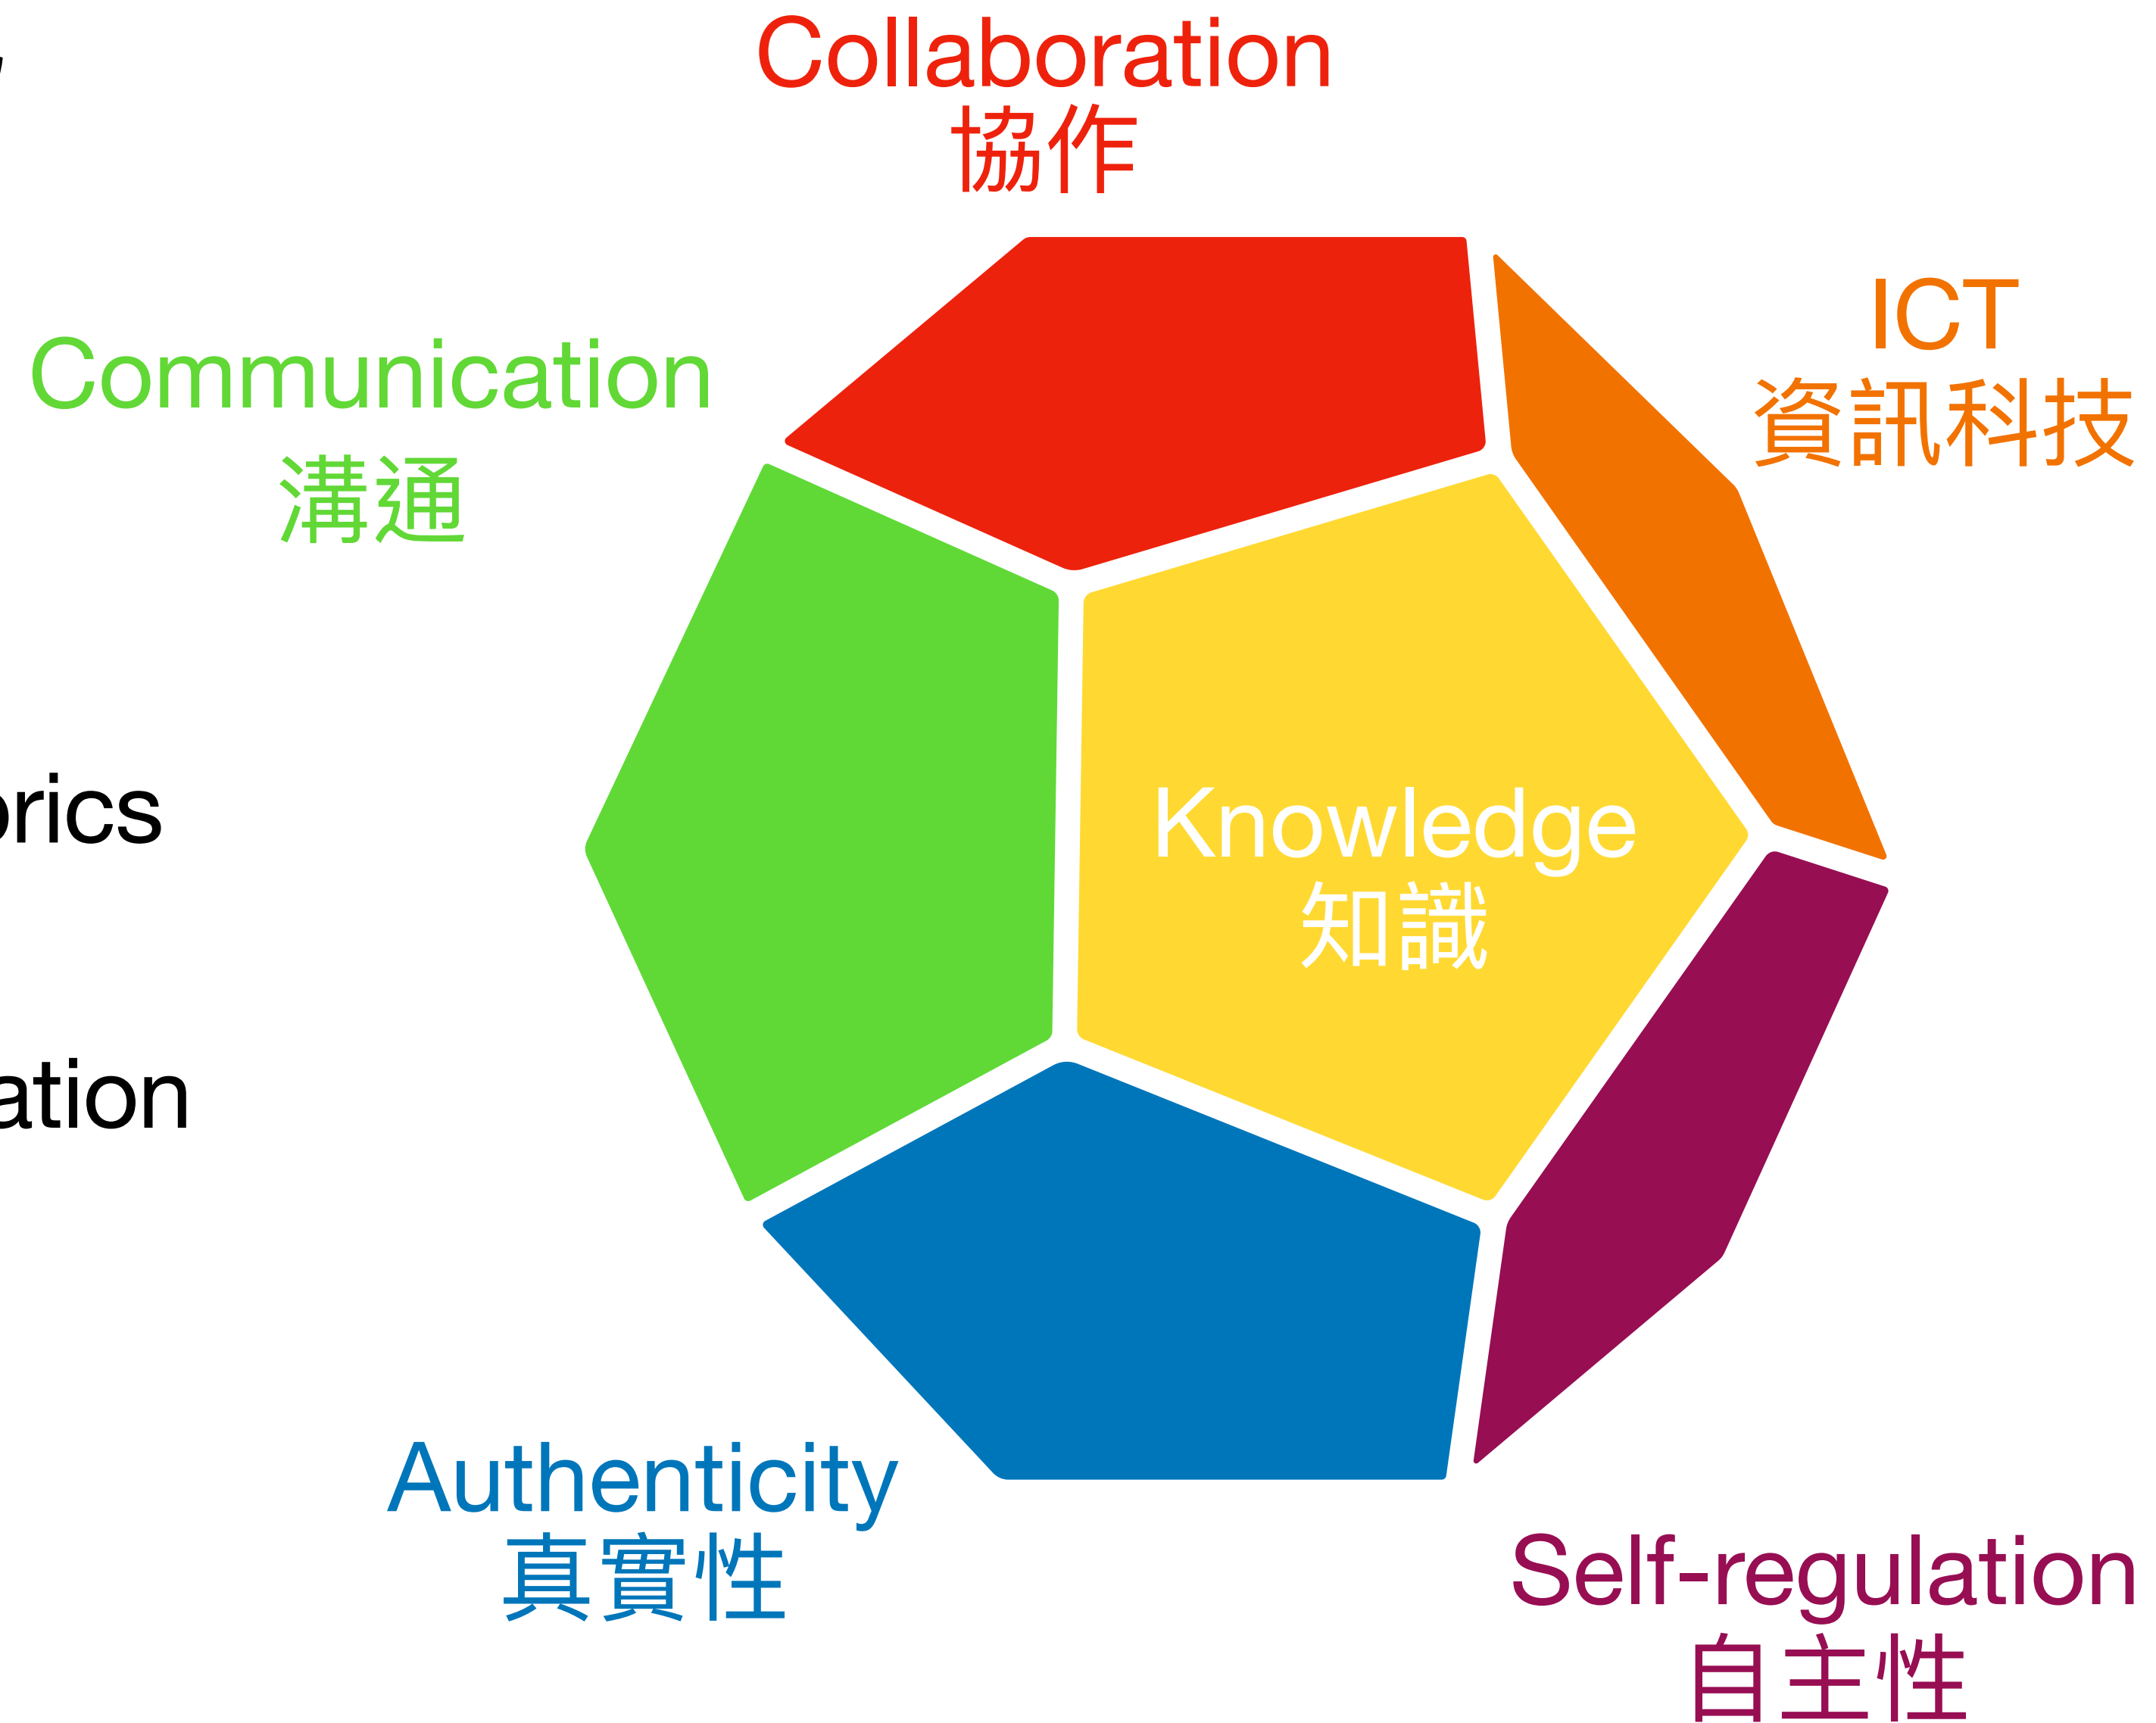 Collaboration
協作
ICT
資訊科技
Communication
溝通
Knowledge
知識
rics
ation
Authenticity
真實性
Self-regulation
自主性